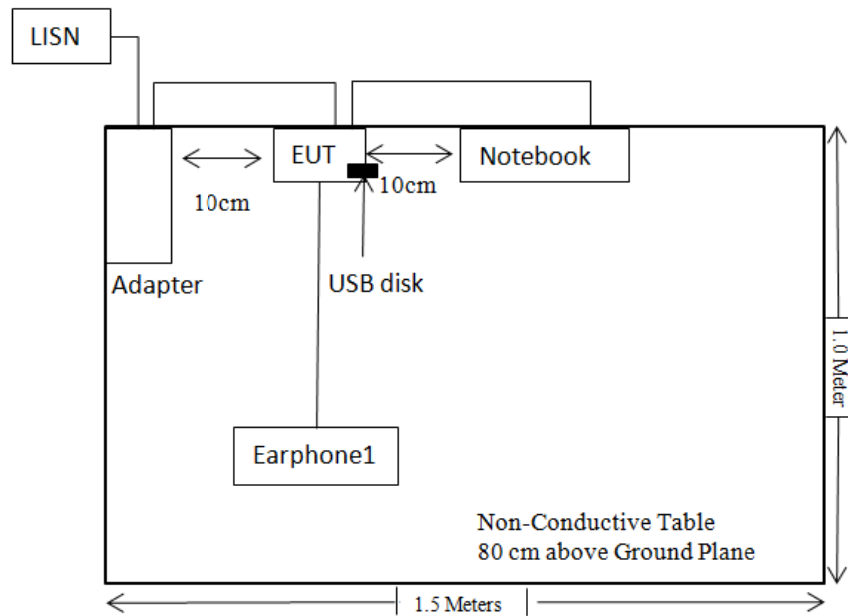 LISN
EUT
Notebook
10cm
10cm
Adapter
USB disk
1.0 Meter
Earphone1
Non-Conductive Table
80 cm above Ground Plane
1.5 Meters